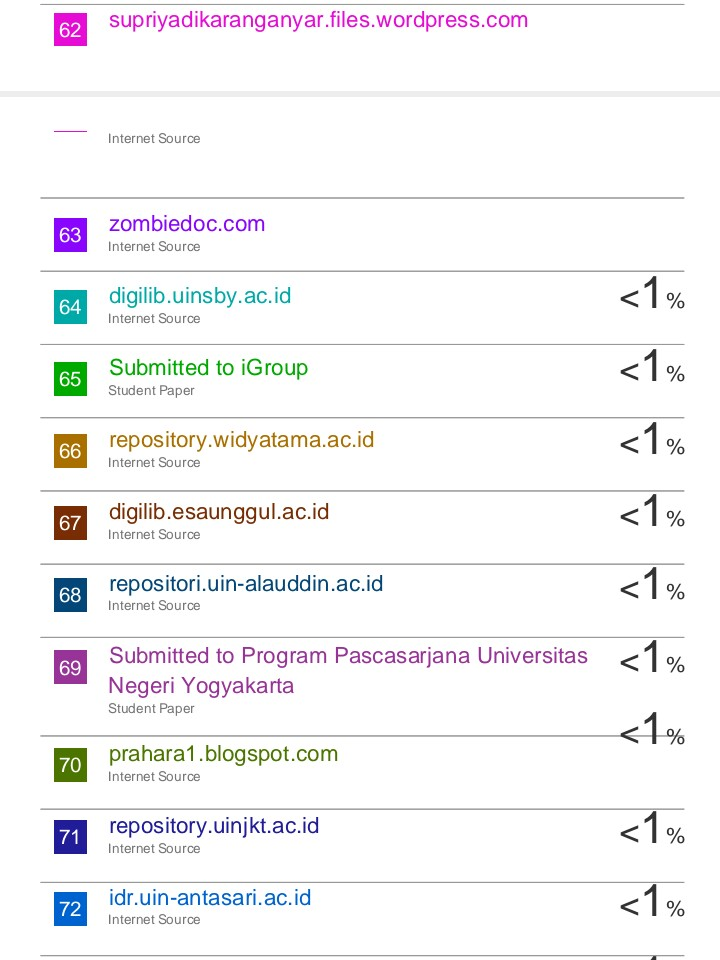 62 supriyadikaranganyar.files.wordpress.com
Internet Source
63 zombiedoc.com
Internet Source
64 digilib.uinsby.ac.id <1%
Internet Source
65 Submitted to iGroup <1%
Student Paper
66 repository.widyatama.ac.id <1%
Internet Source
67 digilib.esaunggul.ac.id <1%
Internet Source
68 repositori.uin-alauddin.ac.id <1%
Internet Source
69 Submitted to Program Pascasarjana Universitas <1%
Negeri Yogyakarta
Student Paper
<1%
70 prahara1.blogspot.com
Internet Source
71 repository.uinjkt.ac.id <1%
Internet Source
72 idr.uin-antasari.ac.id <1%
Internet Source